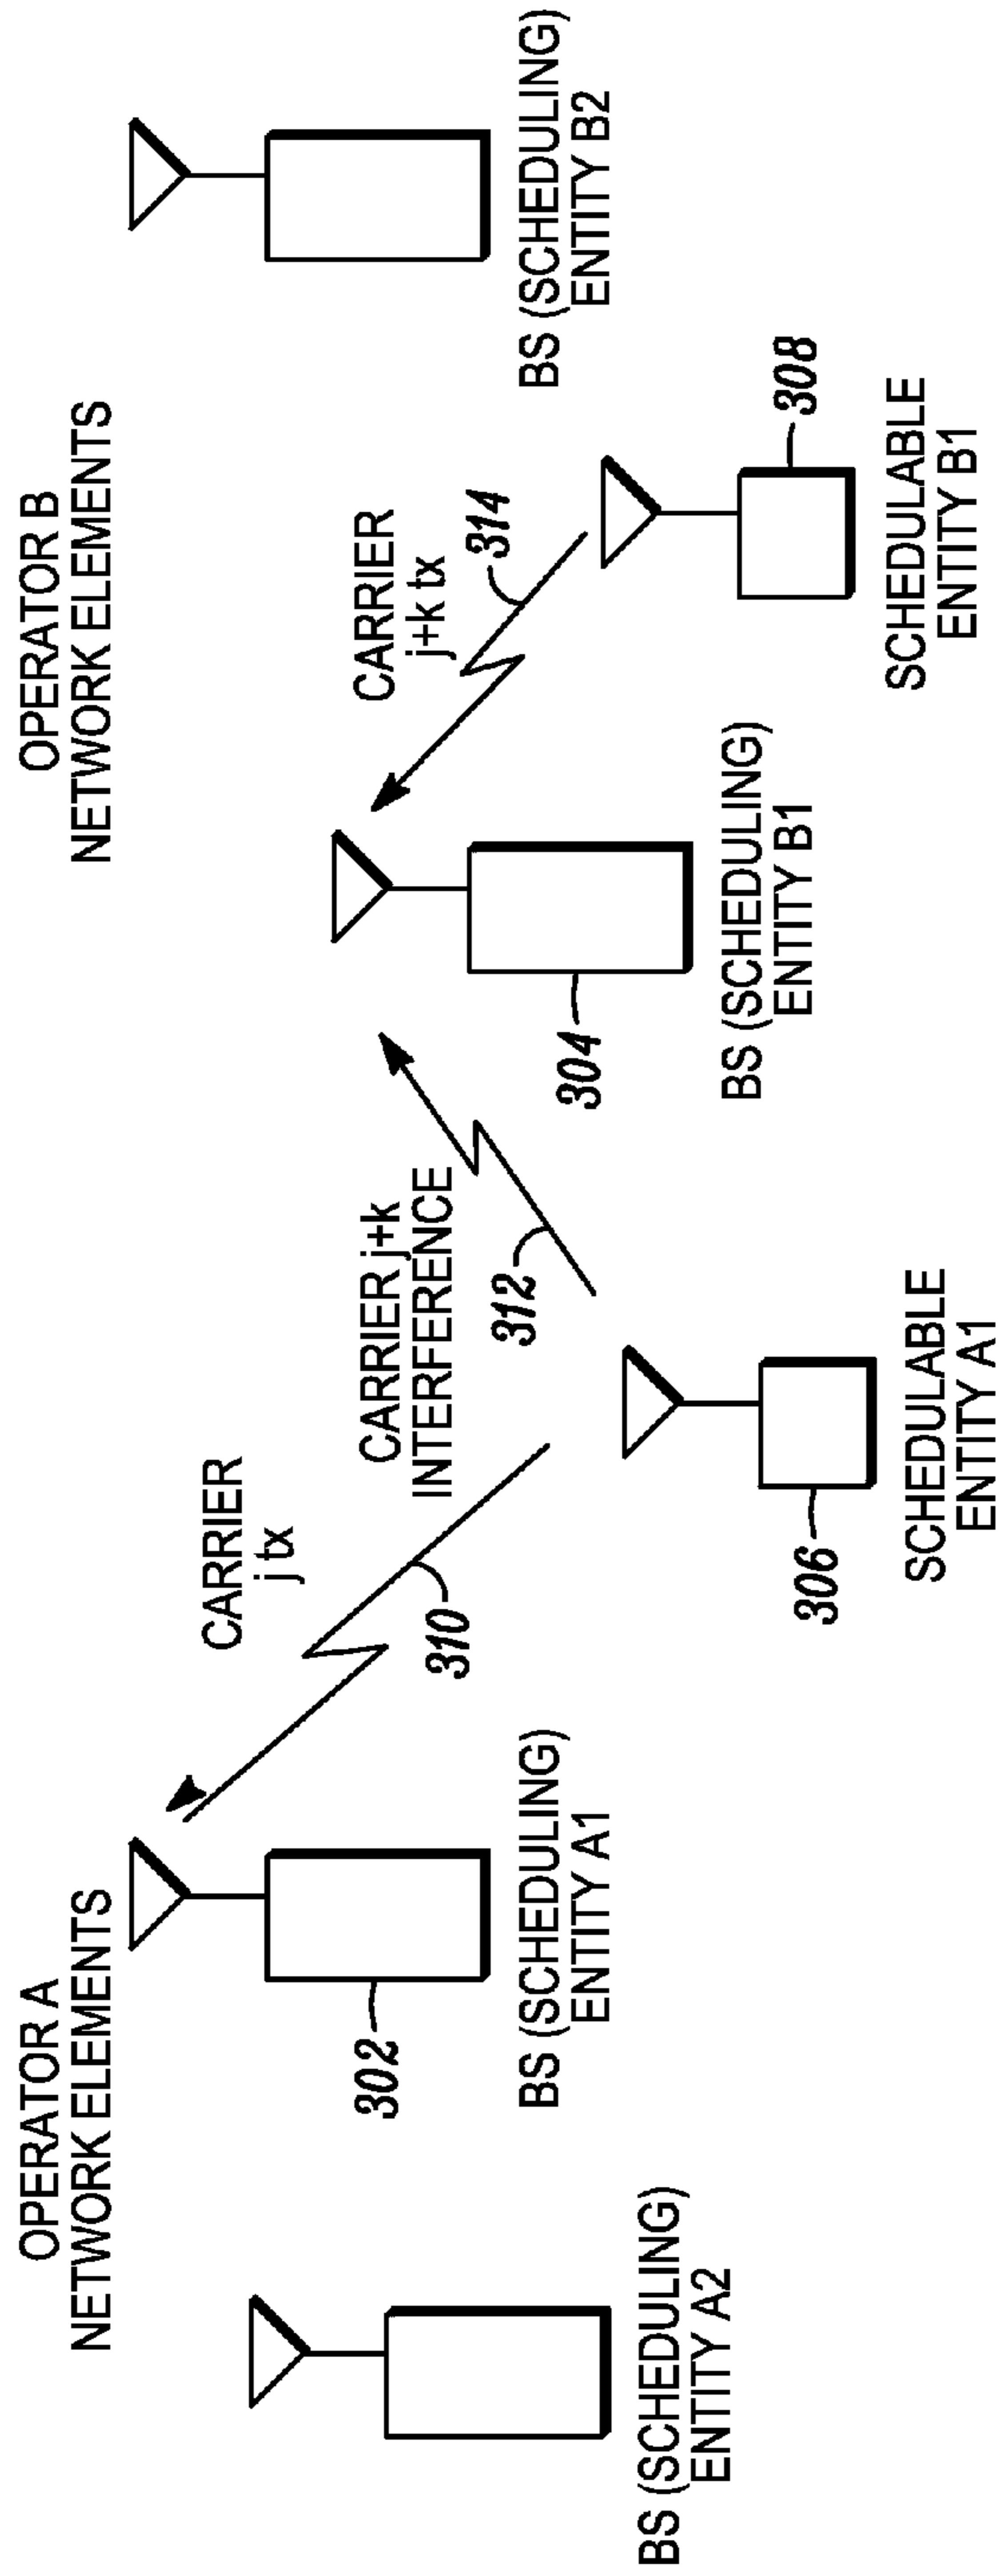 OPERATOR A
NETWORK ELEMENTS
OPERATOR B
NETWORK ELEMENTS
BS (SCHEDULING)
ENTITY A2
302
BS (SCHEDULING)
ENTITY A1
CARRIER
j tx
310
306
SCHEDULABLE
ENTITY A1
CARRIER j+k
INTERFERENCE
312
304
BS (SCHEDULING)
ENTITY B1
CARRIER
j+k tx
314
308
SCHEDULABLE
ENTITY B1
BS (SCHEDULING)
ENTITY B2